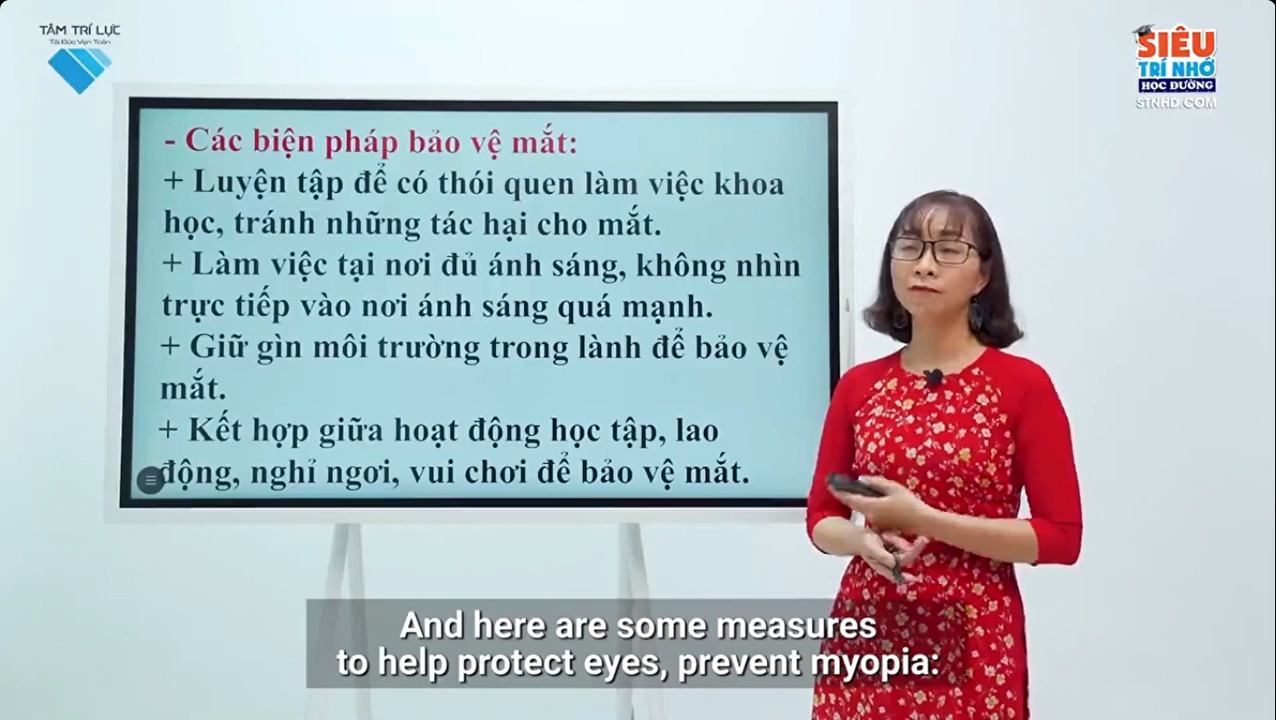 TÂM TRÍ LỰC
Tài Đức Vẹn Toàn
SIÊU
TRÍ NHỚ
HỌC ĐƯỜNG
STNHD.COM
- Các biện pháp bảo vệ mắt:
+ Luyện tập để có thói quen làm việc khoa
học, tránh những tác hại cho mắt.
+ Làm việc tại nơi đủ ánh sáng, không nhìn
trực tiếp vào nơi ánh sáng quá mạnh.
+ Giữ gìn môi trường trong lành để bảo vệ
mắt.
+ Kết hợp giữa hoạt động học tập, lao
động, nghỉ ngơi, vui chơi để bảo vệ mắt.
And here are some measures
to help protect eyes, prevent myopia: